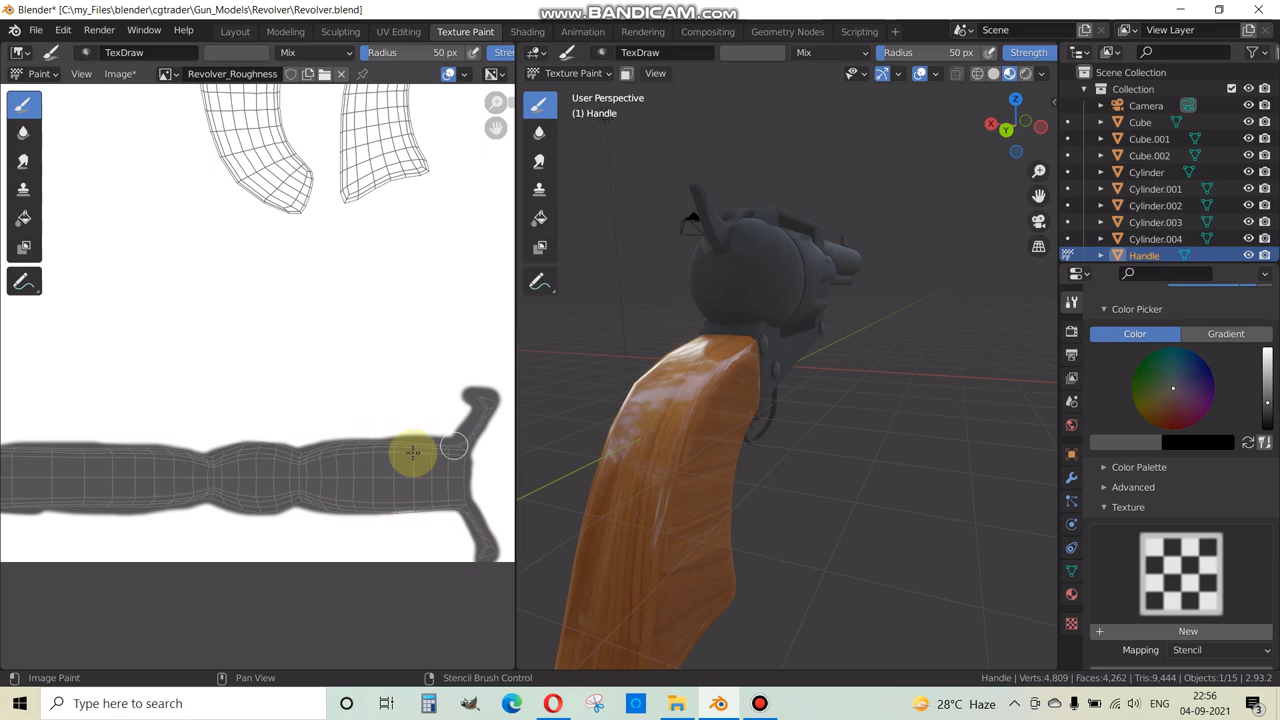 Blender* [C:\my_Files\blender\cgtrader\Gun_Models\Revolver\Revolver.blend]
www.BANDICAM.com
File Edit Render Window Help Layout Modeling Sculpting UV Editing Texture Paint Shading Animation Rendering Compositing Geometry Nodes Scripting Scene View Layer
TexDraw Mix Radius 50 px Stren TexDraw Mix Radius 50 px Strength
Paint View Image* Revolver_Roughness Texture Paint View
User Perspective
(1) Handle
Z
X
Y
Scene Collection
Collection
Camera
Cube
Cube.001
Cube.002
Cylinder
Cylinder.001
Cylinder.002
Cylinder.003
Cylinder.004
Handle
Color Picker
Color Gradient
Color Palette
Advanced
Texture
New
Mapping Stencil
Image Paint Pan View Stencil Brush Control Handle | Verts:4,809 | Faces:4,262 | Tris:9,444 | Objects:1/15 | 2.93.2
Type here to search 28°C Haze ENG 22:56
04-09-2021
3